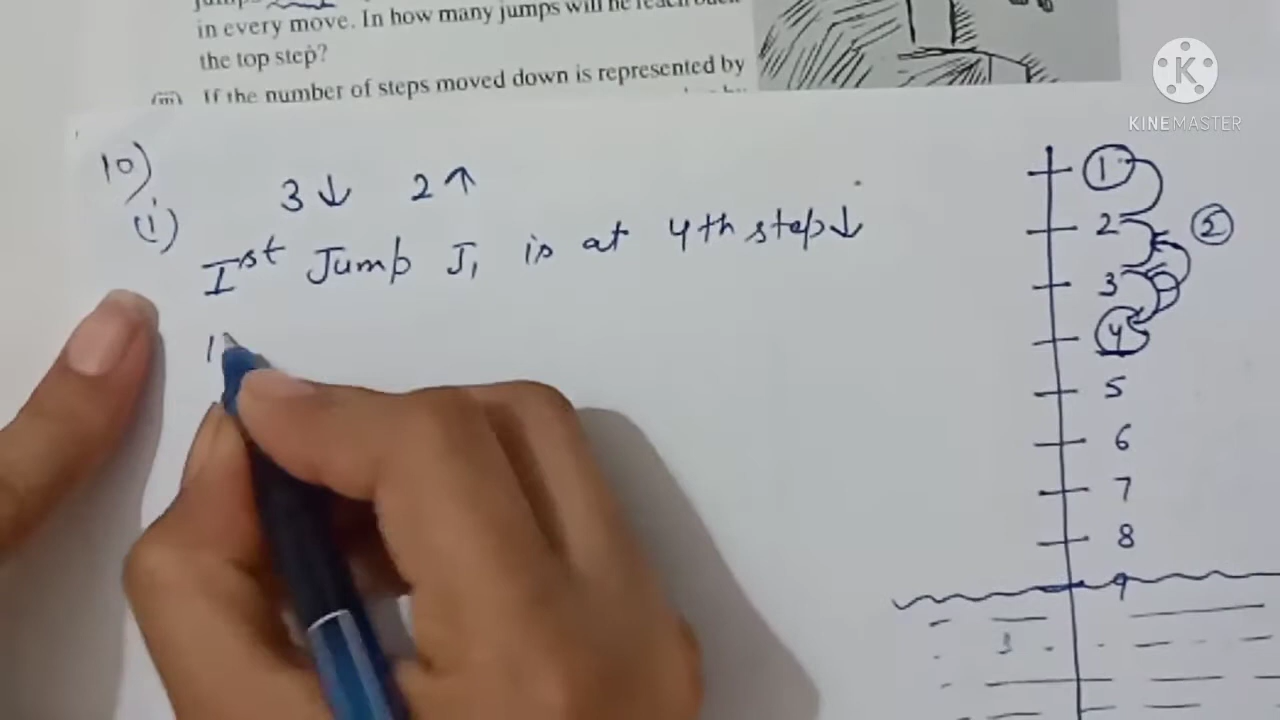 in every move. In how many jumps will he reach back
the top step?
(iii) If the number of steps moved down is represented by
K
KINEMASTER
10)
(i) 3↓ 2↑
Ist Jump J1 is at 4th step↓
1
2
2
3
4
5
6
7
8
9